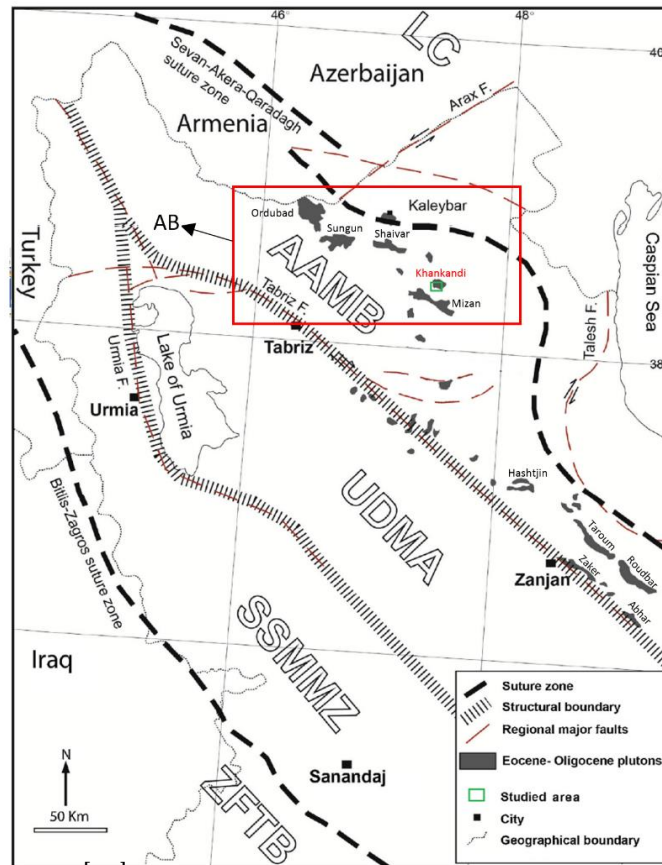 46°
48°
40
LC
Sevan-Akera-Qaradagh
suture zone
Azerbaijan
Arax F.
Armenia
AB
Ordubad
Kaleybar
Sungun
Shaivar
Turkey
AAMB
Khankandi
Mizan
Caspian Sea
Tabriz F.
Tabriz
Talesh F.
38
Urmia F.
Lake of Urmia
Urmia
Bitlis-Zagros suture zone
UDMA
Hashtjin
Taroum
Roudbar
Zaker
Zanjan
Abhar
SSMMZ
Iraq
ZFTB
Sanandaj
N
50 Km
Suture zone
Structural boundary
Regional major faults
Eocene- Oligocene plutons
Studied area
City
Geographical boundary